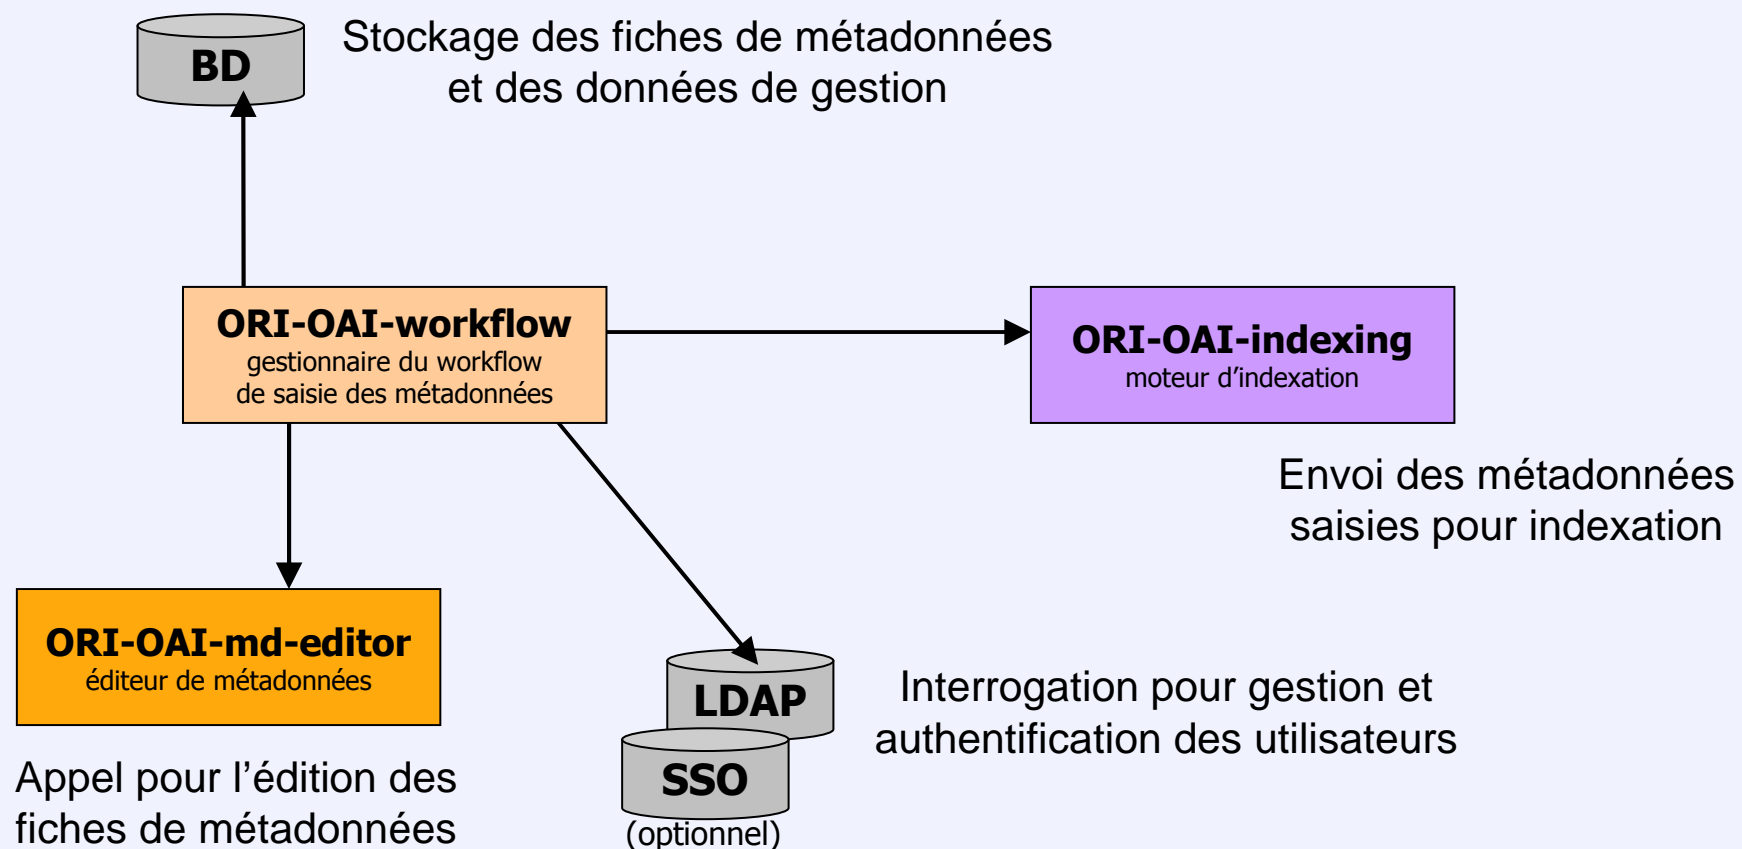 BD
Stockage des fiches de métadonnées
et des données de gestion
ORI-OAI-workflow
gestionnaire du workflow
de saisie des métadonnées
ORI-OAI-indexing
moteur d’indexation
Envoi des métadonnées
saisies pour indexation
ORI-OAI-md-editor
éditeur de métadonnées
Appel pour l’édition des
fiches de métadonnées
LDAP
SSO
(optionnel)
Interrogation pour gestion et
authentification des utilisateurs